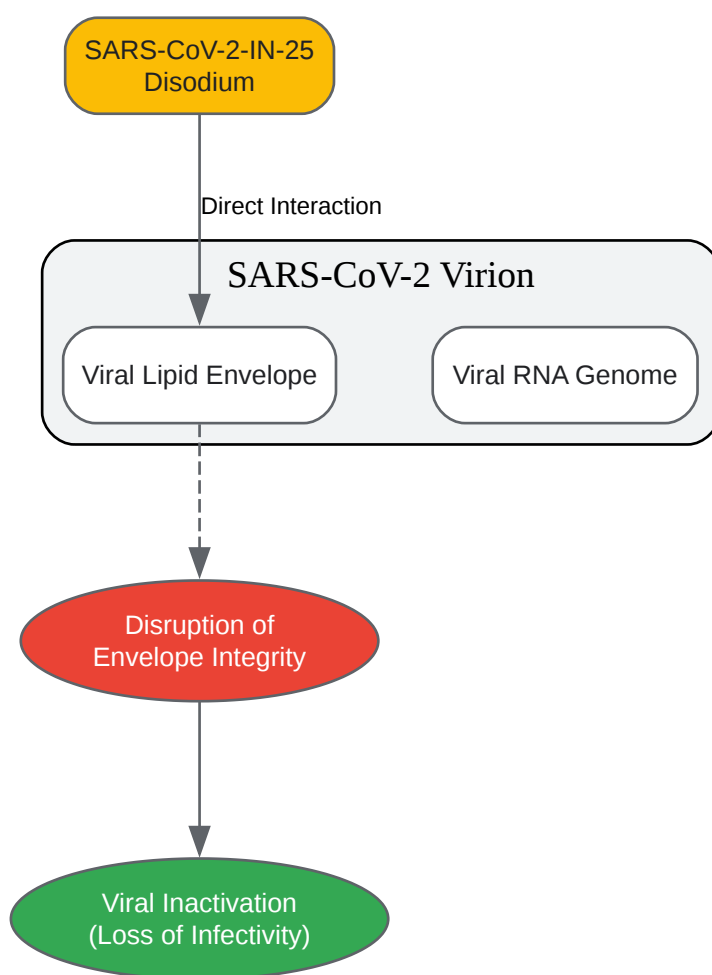 SARS-CoV-2-IN-25
Disodium
Direct Interaction
SARS-CoV-2 Virion
Viral Lipid Envelope
Viral RNA Genome
Disruption of
Envelope Integrity
Viral Inactivation
(Loss of Infectivity)